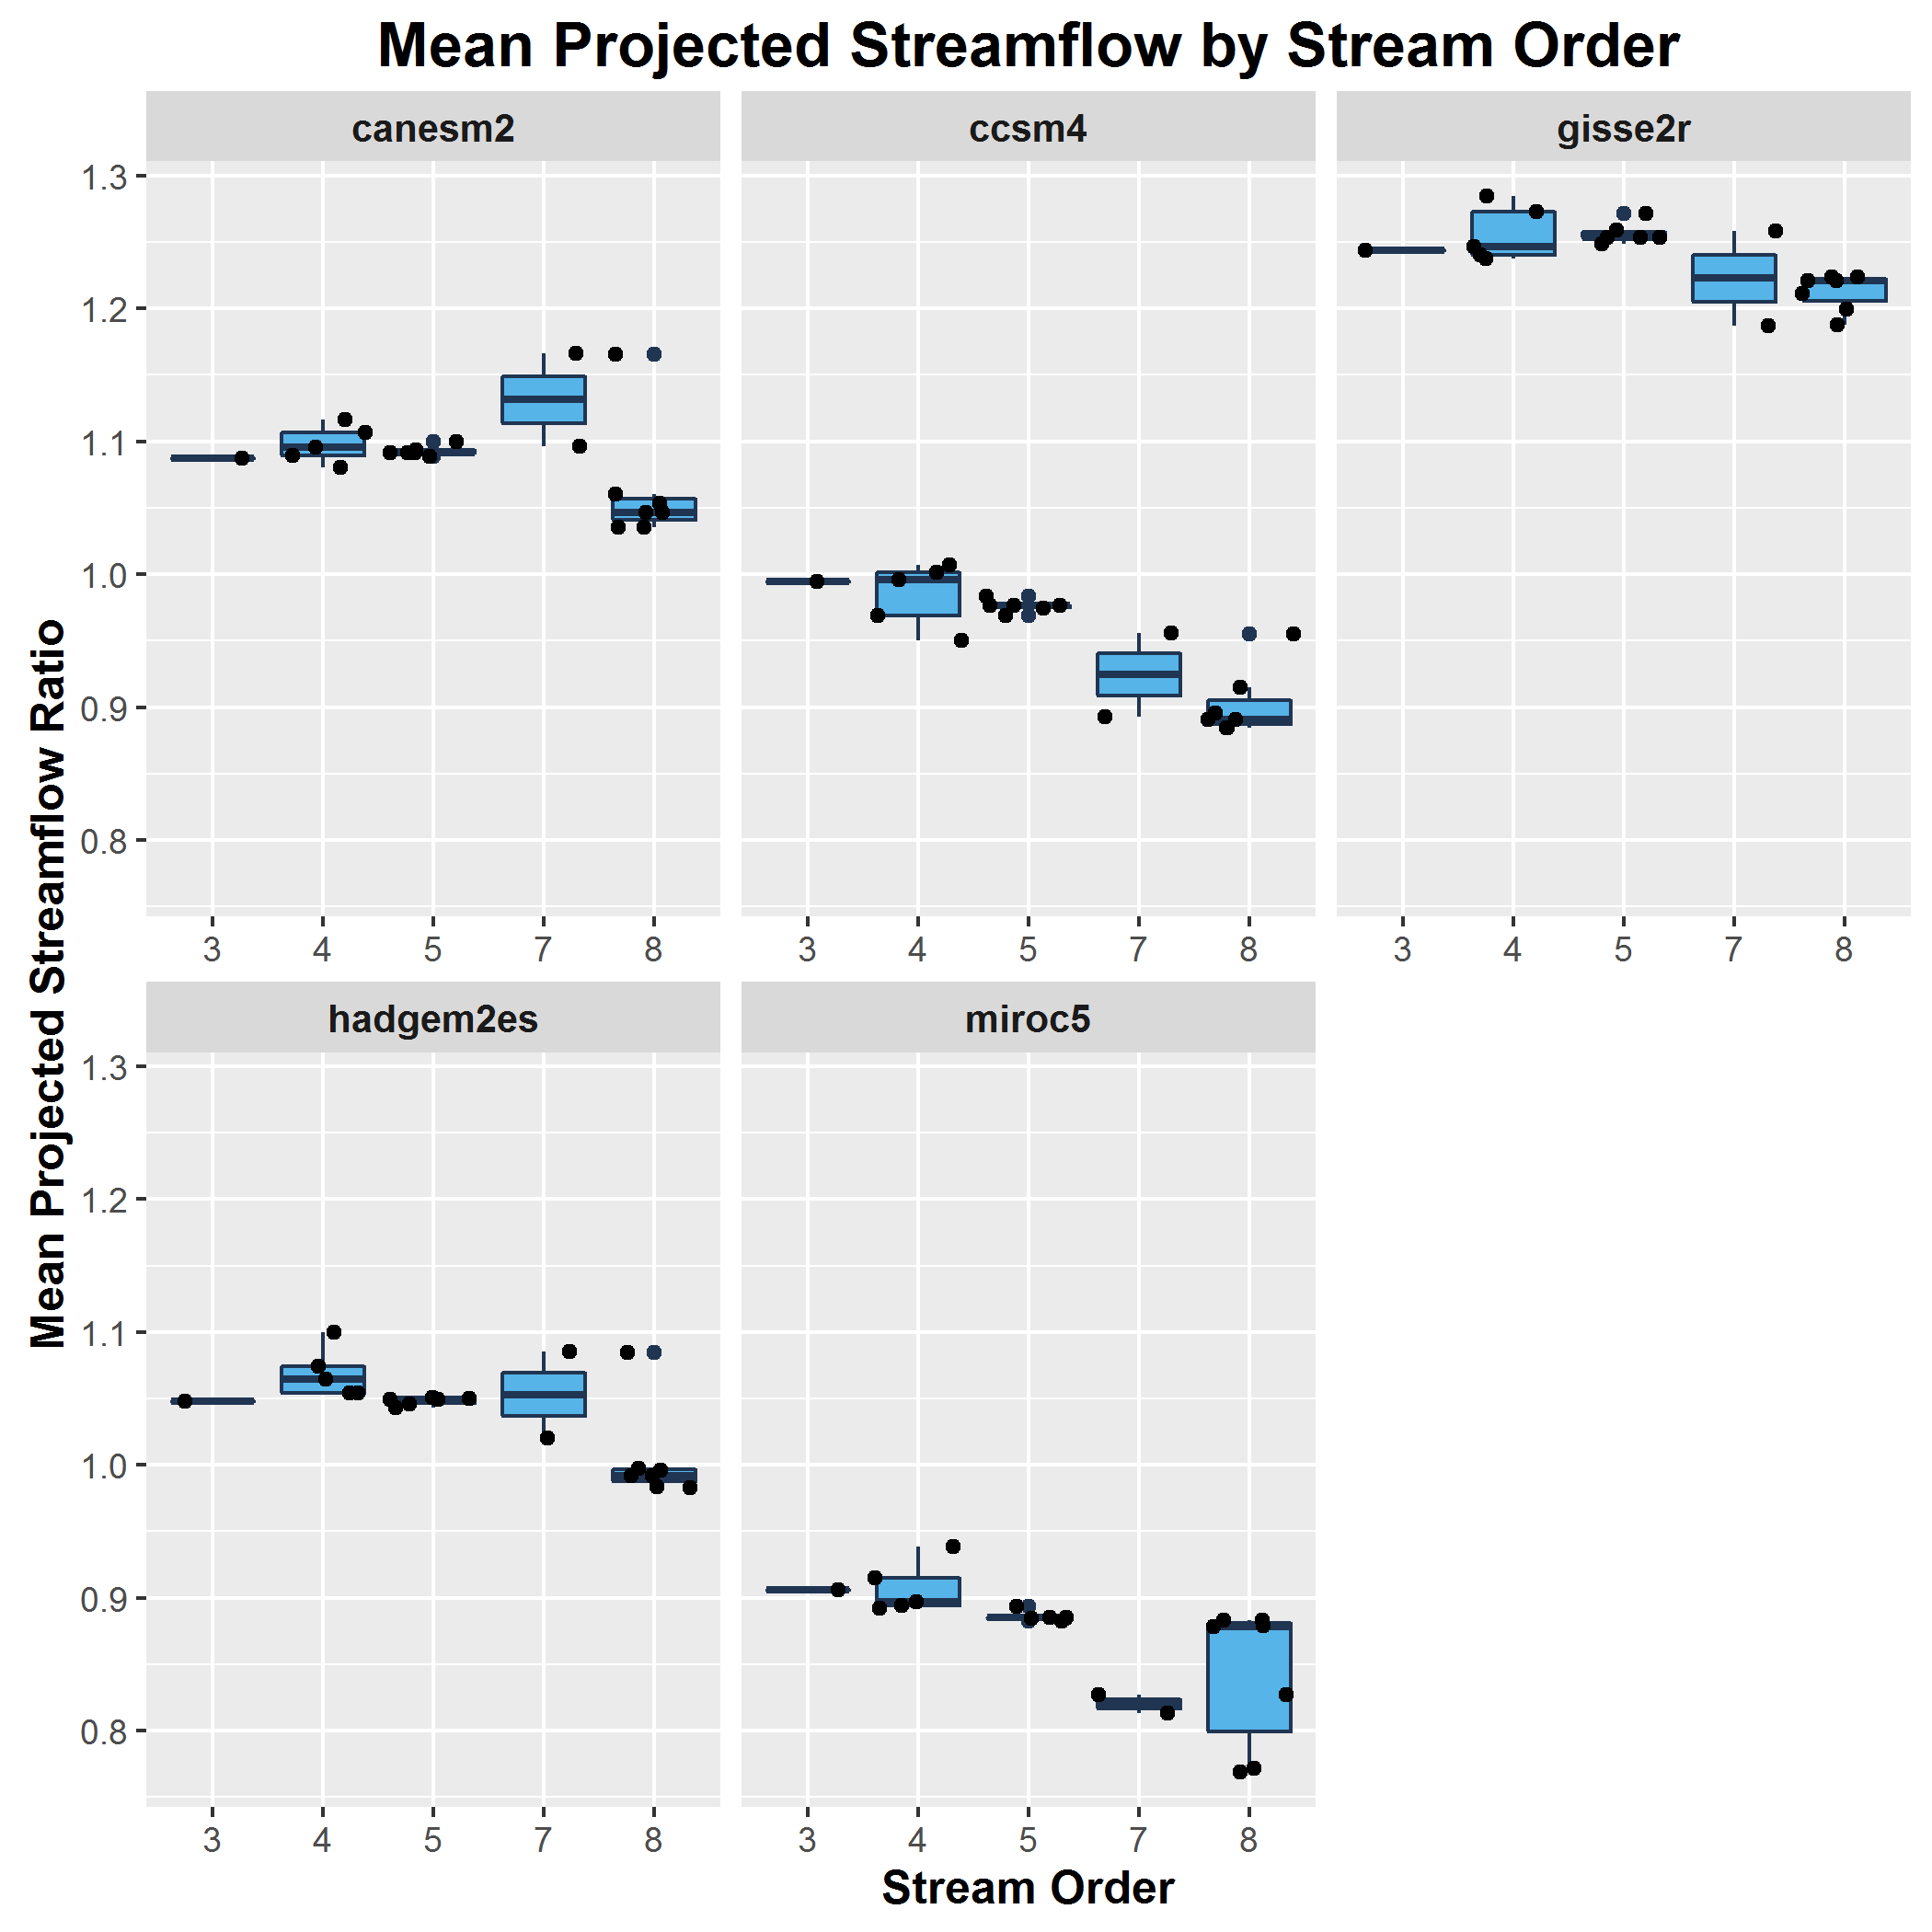 Mean Projected Streamflow by Stream Order
canesm2
ccsm4
gisse2r
1.3
1.2
1.1
1.0
0.9
0.8
3 4 5 7 8
3 4 5 7 8
3 4 5 7 8
Mean Projected Streamflow Ratio
hadgem2es
miroc5
1.3
1.2
1.1
1.0
0.9
0.8
3 4 5 7 8
3 4 5 7 8
Stream Order